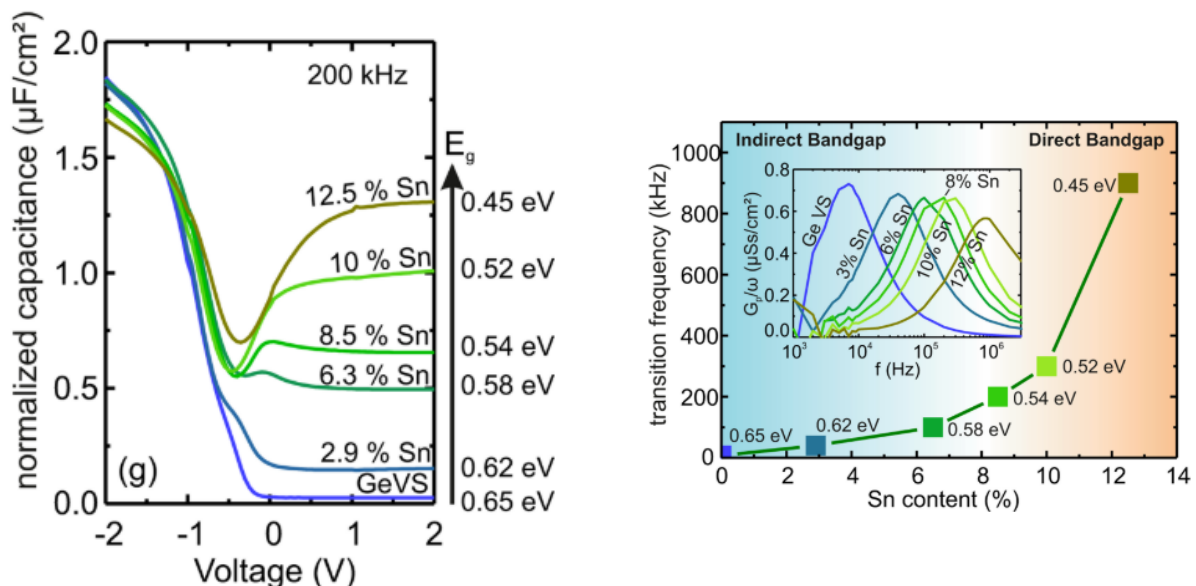 normalized capacitance (µF/cm²)
2.0
1.5
1.0
0.5
0.0
200 kHz
12.5 % Sn
10 % Sn
8.5 % Sn
6.3 % Sn
2.9 % Sn
GeVS
(g)
-2
-1
0
1
2
Voltage (V)
E_g
0.45 eV
0.52 eV
0.54 eV
0.58 eV
0.62 eV
0.65 eV
transition frequency (kHz)
1000
800
600
400
200
0
Indirect Bandgap
Direct Bandgap
0.45 eV
0.52 eV
0.54 eV
0.58 eV
0.62 eV
0.65 eV
0
2
4
6
8
10
12
14
Sn content (%)
G_p/ω (µSs/cm²)
0.8
0.6
0.4
0.2
0.0
Ge VS
3% Sn
6% Sn
8% Sn
10% Sn
12% Sn
10³
10⁴
10⁵
10⁶
f (Hz)